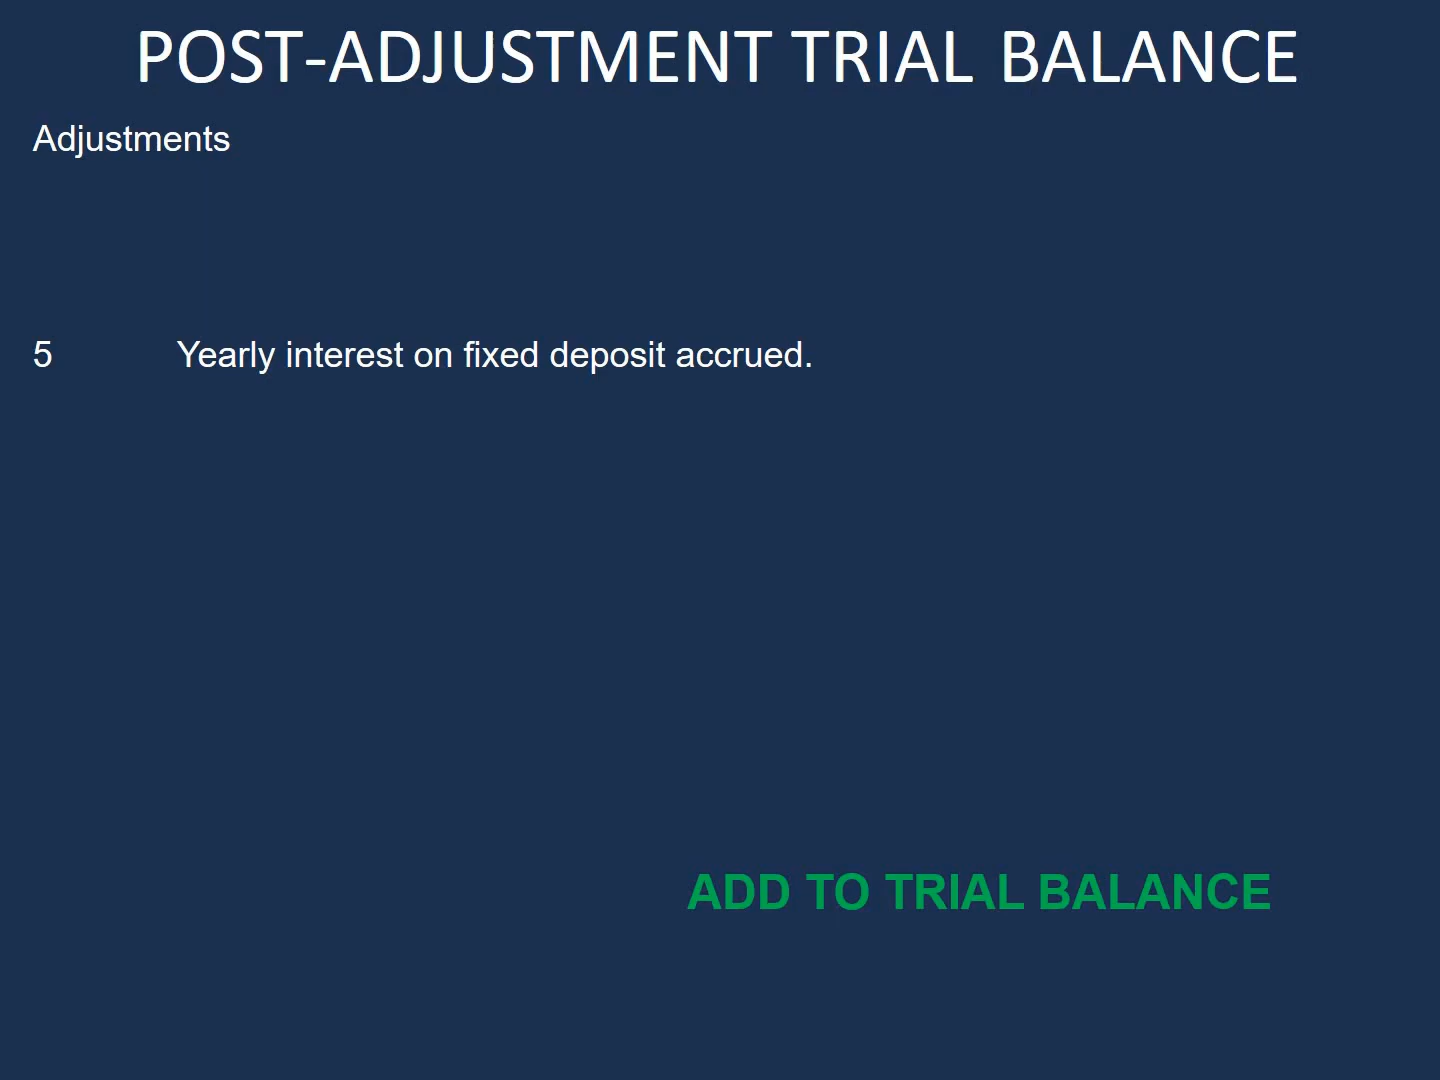 POST-ADJUSTMENT TRIAL BALANCE
Adjustments
5 Yearly interest on fixed deposit accrued.
ADD TO TRIAL BALANCE